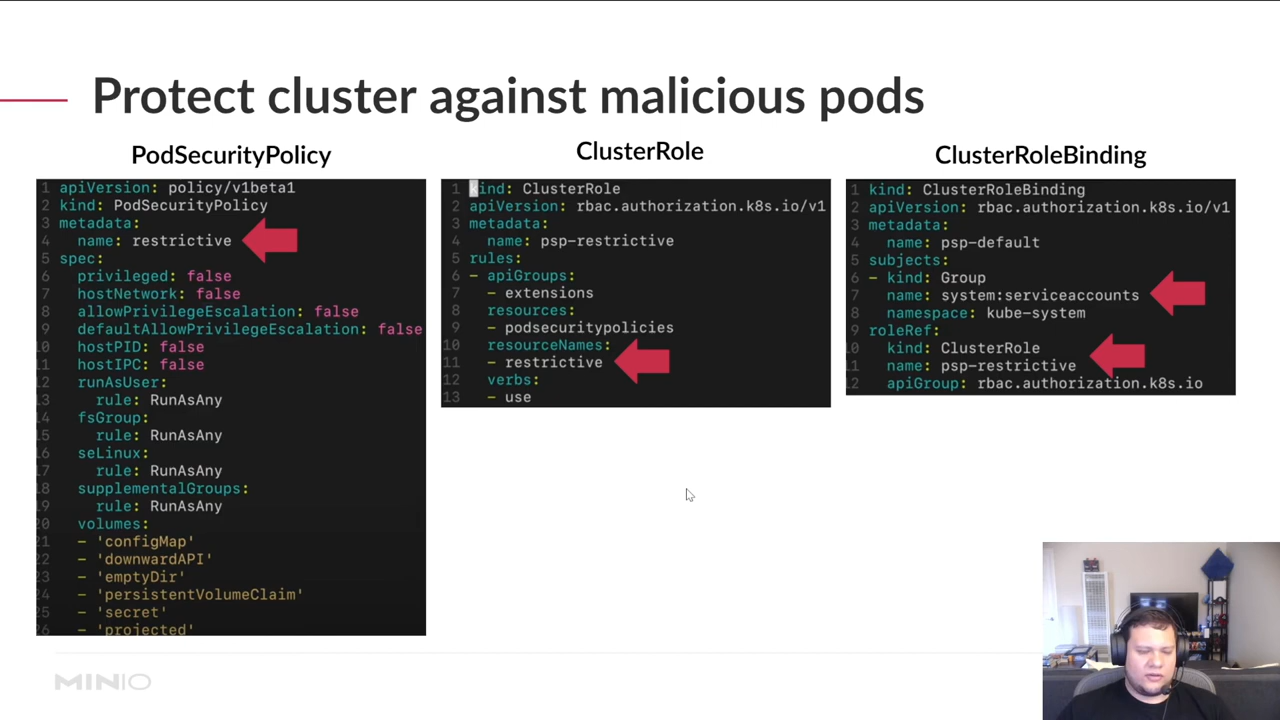 Protect cluster against malicious pods
PodSecurityPolicy
1 apiVersion: policy/v1beta1
2 kind: PodSecurityPolicy
3 metadata:
4   name: restrictive
5 spec:
6   privileged: false
7   hostNetwork: false
8   allowPrivilegeEscalation: false
9   defaultAllowPrivilegeEscalation: false
10   hostPID: false
11   hostIPC: false
12   runAsUser:
13     rule: RunAsAny
14   fsGroup:
15     rule: RunAsAny
16   seLinux:
17     rule: RunAsAny
18   supplementalGroups:
19     rule: RunAsAny
20   volumes:
21   - 'configMap'
22   - 'downwardAPI'
23   - 'emptyDir'
24   - 'persistentVolumeClaim'
25   - 'secret'
26   - 'projected'
ClusterRole
1 kind: ClusterRole
2 apiVersion: rbac.authorization.k8s.io/v1
3 metadata:
4   name: psp-restrictive
5 rules:
6 - apiGroups:
7   - extensions
8   resources:
9   - podsecuritypolicies
10   resourceNames:
11   - restrictive
12   verbs:
13   - use
ClusterRoleBinding
1 kind: ClusterRoleBinding
2 apiVersion: rbac.authorization.k8s.io/v1
3 metadata:
4   name: psp-default
5 subjects:
6 - kind: Group
7   name: system:serviceaccounts
8   namespace: kube-system
9 roleRef:
10   kind: ClusterRole
11   name: psp-restrictive
12   apiGroup: rbac.authorization.k8s.io
MINIO